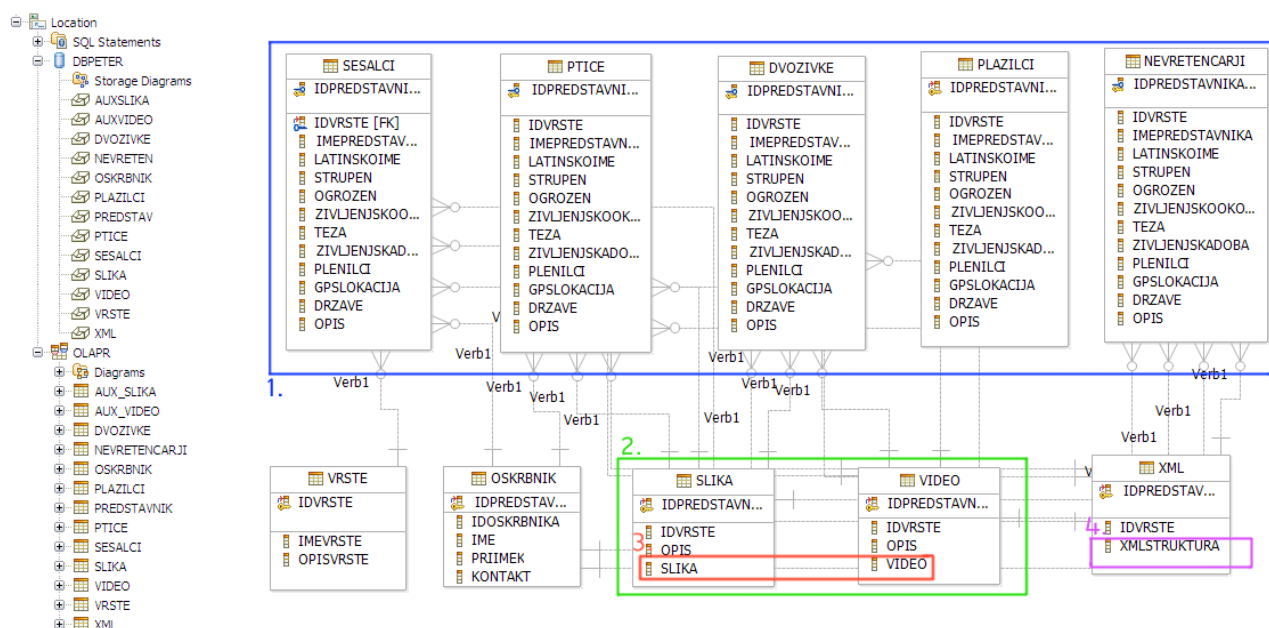 Location
SQL Statements
DBPETER
Storage Diagrams
AUXSLIKA
AUXVIDEO
DVOZIVKE
NEVRETEN
OSKRBNIK
PLAZILCI
PREDSTAV
PTICE
SESALCI
SLIKA
VIDEO
VRSTE
XML
OLAPR
Diagrams
AUX_SLIKA
AUX_VIDEO
DVOZIVKE
NEVRETENCARJI
OSKRBNIK
PLAZILCI
PREDSTAVNIK
PTICE
SESALCI
SLIKA
VIDEO
VRSTE
XML
SESALCI
IDPREDSTAVNI...
IDVRSTE [FK]
IMEPREDSTAV...
LATINSKOIME
STRUPEN
OGROZEN
ZIVLJENJSKOO...
TEZA
ZIVLJENJSKAD...
PLENILCI
GPSLOKACIJA
DRZAVE
OPIS
PTICE
IDPREDSTAVNI...
IDVRSTE
IMEPREDSTAVN...
LATINSKOIME
STRUPEN
OGROZEN
ZIVLJENJSKOOK...
TEZA
ZIVLJENJSKADO...
PLENILCI
GPSLOKACIJA
DRZAVE
OPIS
DVOZIVKE
IDPREDSTAVNI...
IDVRSTE
IMEPREDSTAV...
LATINSKOIME
STRUPEN
OGROZEN
ZIVLJENJSKOO...
TEZA
ZIVLJENJSKAD...
PLENILCI
GPSLOKACIJA
DRZAVE
OPIS
PLAZILCI
IDPREDSTAVNI...
IDVRSTE
IMEPREDSTAV...
LATINSKOIME
STRUPEN
OGROZEN
ZIVLJENJSKOO...
TEZA
ZIVLJENJSKAD...
PLENILCI
GPSLOKACIJA
DRZAVE
OPIS
NEVRETENCARJI
IDPREDSTAVNIKA...
IDVRSTE
IMEPREDSTAVNIKA
LATINSKOIME
STRUPEN
OGROZEN
ZIVLJENJSKOOKO...
TEZA
ZIVLJENJSKADOBA
PLENILCI
GPSLOKACIJA
DRZAVE
OPIS
V
Verb1
Verb1
Verb1
1.
Verb1
Verb1
Verb1
Verb1
Verb1
Verb1
Verb1
Verb1
2.
VRSTE
IDVRSTE
IMEVRSTE
OPISVRSTE
OSKRBNIK
IDPREDSTAV...
IDOSKRBNIKA
IME
PRIIMEK
KONTAKT
SLIKA
IDPREDSTAVN...
IDVRSTE
3
OPIS
SLIKA
VIDEO
IDPREDSTAVN...
IDVRSTE
OPIS
VIDEO
V
XML
IDPREDSTAV...
4.
IDVRSTE
XMLSTRUKTURA